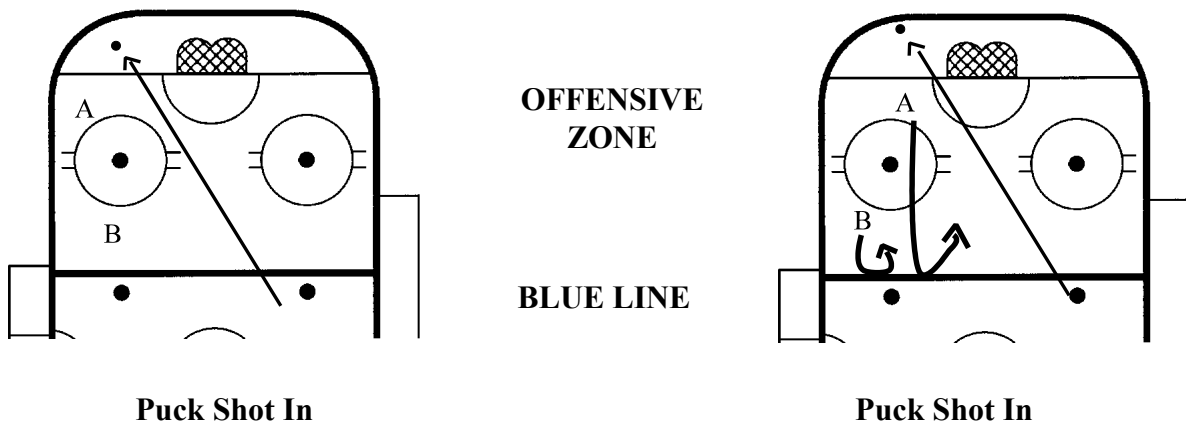 A
B
OFFENSIVE
ZONE
BLUE LINE
A
B
Puck Shot In
Puck Shot In